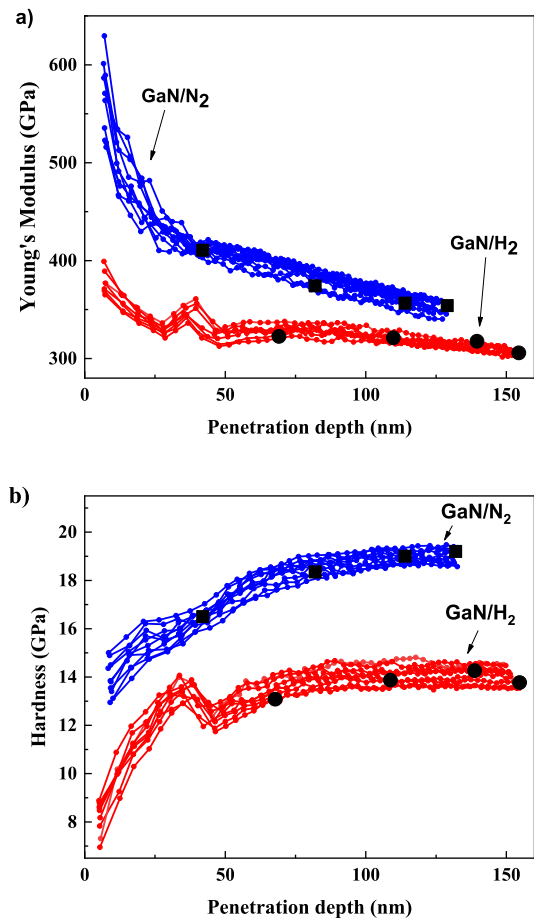 a)
600
500
400
300
Young's Modulus (GPa)
GaN/N2
GaN/H2
0
50
100
150
Penetration depth (nm)
b)
20
18
16
14
12
10
8
Hardness (GPa)
GaN/N2
GaN/H2
0
50
100
150
Penetration depth (nm)